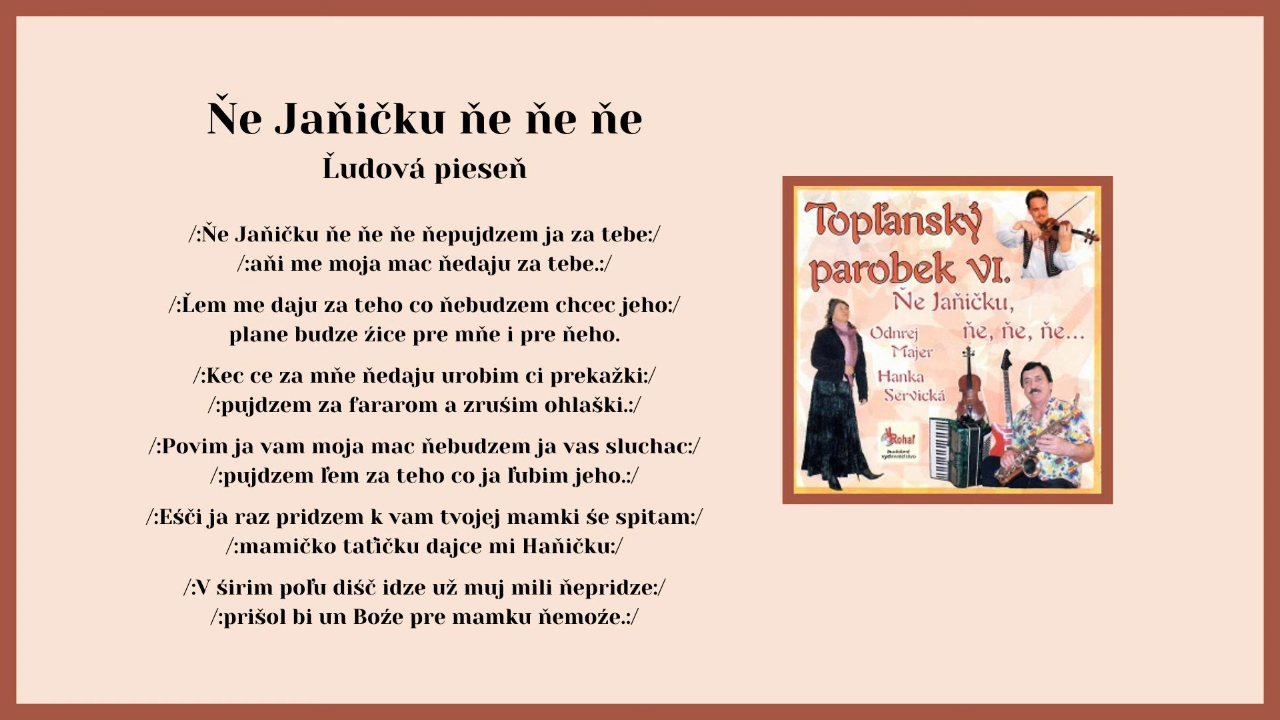 Ňe Jaňičku ňe ňe ňe
Ľudová pieseň
/:Ňe Jaňičku ňe ňe ňe ňepujdzem ja za tebe:/
/:aňi me moja mac ňedaju za tebe.:/
/:Ľem me daju za teho co ňebudzem chcec jeho:/
plane budze źice pre mňe i pre ňeho.
/:Kec ce za mňe ňedaju urobim ci prekažki:/
/:pujdzem za fararom a zruśim ohlaški.:/
/:Povim ja vam moja mac ňebudzem ja vas sluchac:/
/:pujdzem ľem za teho co ja ľubim jeho.:/
/:Eśči ja raz pridzem k vam tvojej mamki śe spitam:/
/:mamičko taťičku dajce mi Haňičku:/
/:V śirim poľu diśč idze už muj mili ňepridze:/
/:prišol bi un Boźe pre mamku ňemoźe.:/
Topľanský
parobek VI.
Ňe Jaňičku,
ňe, ňe, ňe...
Odnrej
Majer
Hanka
Servická
Rohaľ
hudobné
vydavateľstvo